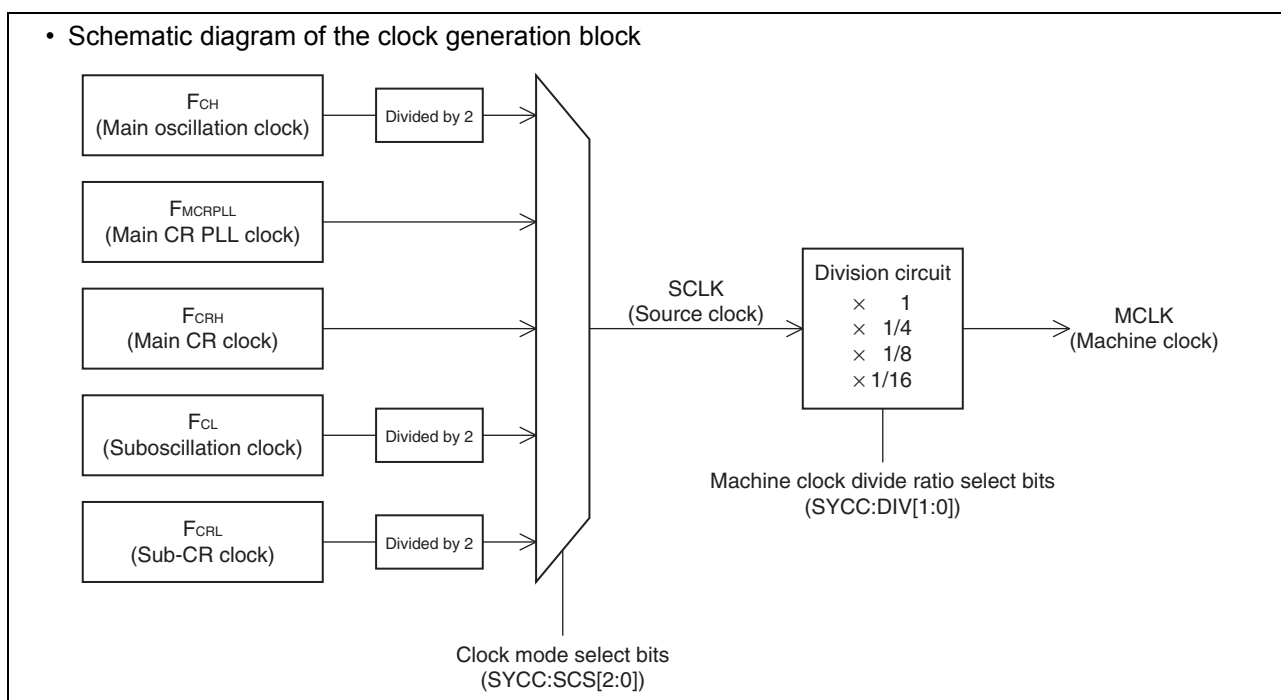 • Schematic diagram of the clock generation block
FCH
(Main oscillation clock)
Divided by 2
FMCRPLL
(Main CR PLL clock)
FCRH
(Main CR clock)
FCL
(Suboscillation clock)
Divided by 2
FCRL
(Sub-CR clock)
Divided by 2
SCLK
(Source clock)
Division circuit
× 1
× 1/4
× 1/8
× 1/16
MCLK
(Machine clock)
Machine clock divide ratio select bits
(SYCC:DIV[1:0])
Clock mode select bits
(SYCC:SCS[2:0])